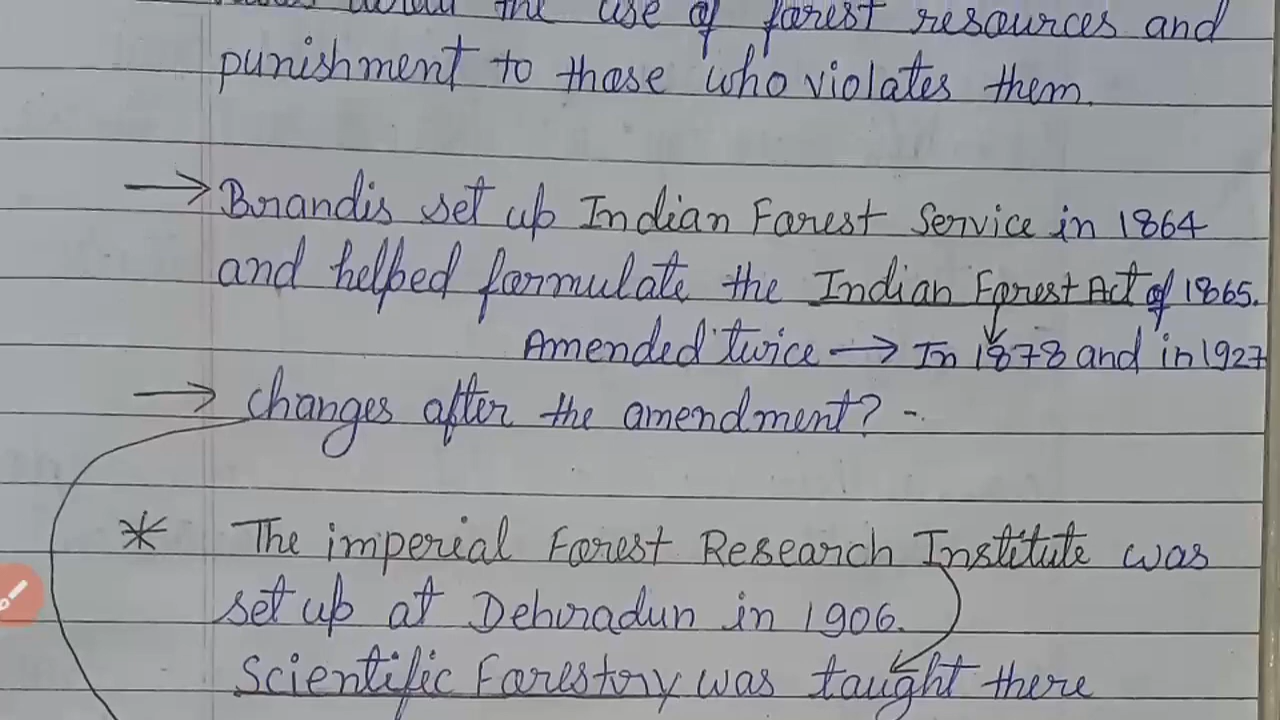 the use of forest resources and
punishment to those who violates them.
→ Brandis set up Indian Forest Service in 1864
and helped formulate the Indian Forest Act of 1865.
Amended twice → In 1878 and in 1927
→ Changes after the amendment? -
* The imperial Forest Research Institute was
set up at Dehradun in 1906.
Scientific Forestory was taught there